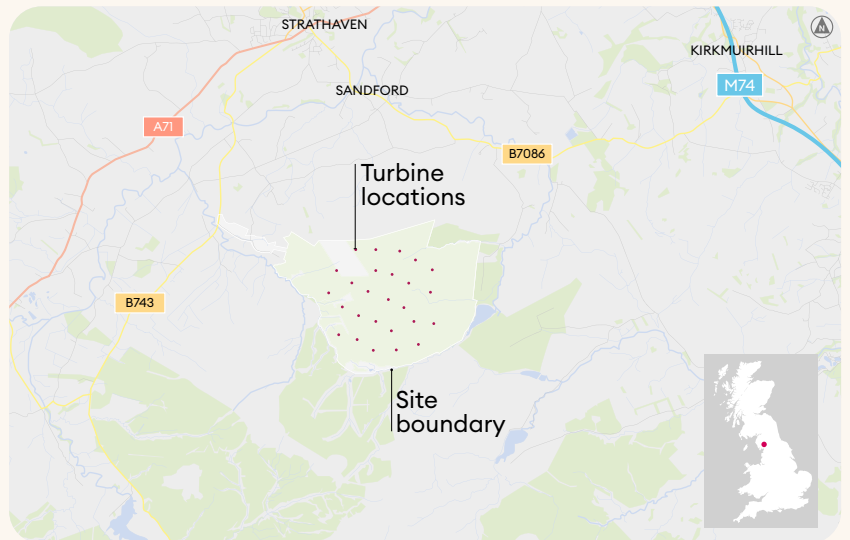 STRATHAVEN
N
KIRKMUIRHILL
SANDFORD
M74
A71
B7086
Turbine
locations
B743
Site
boundary